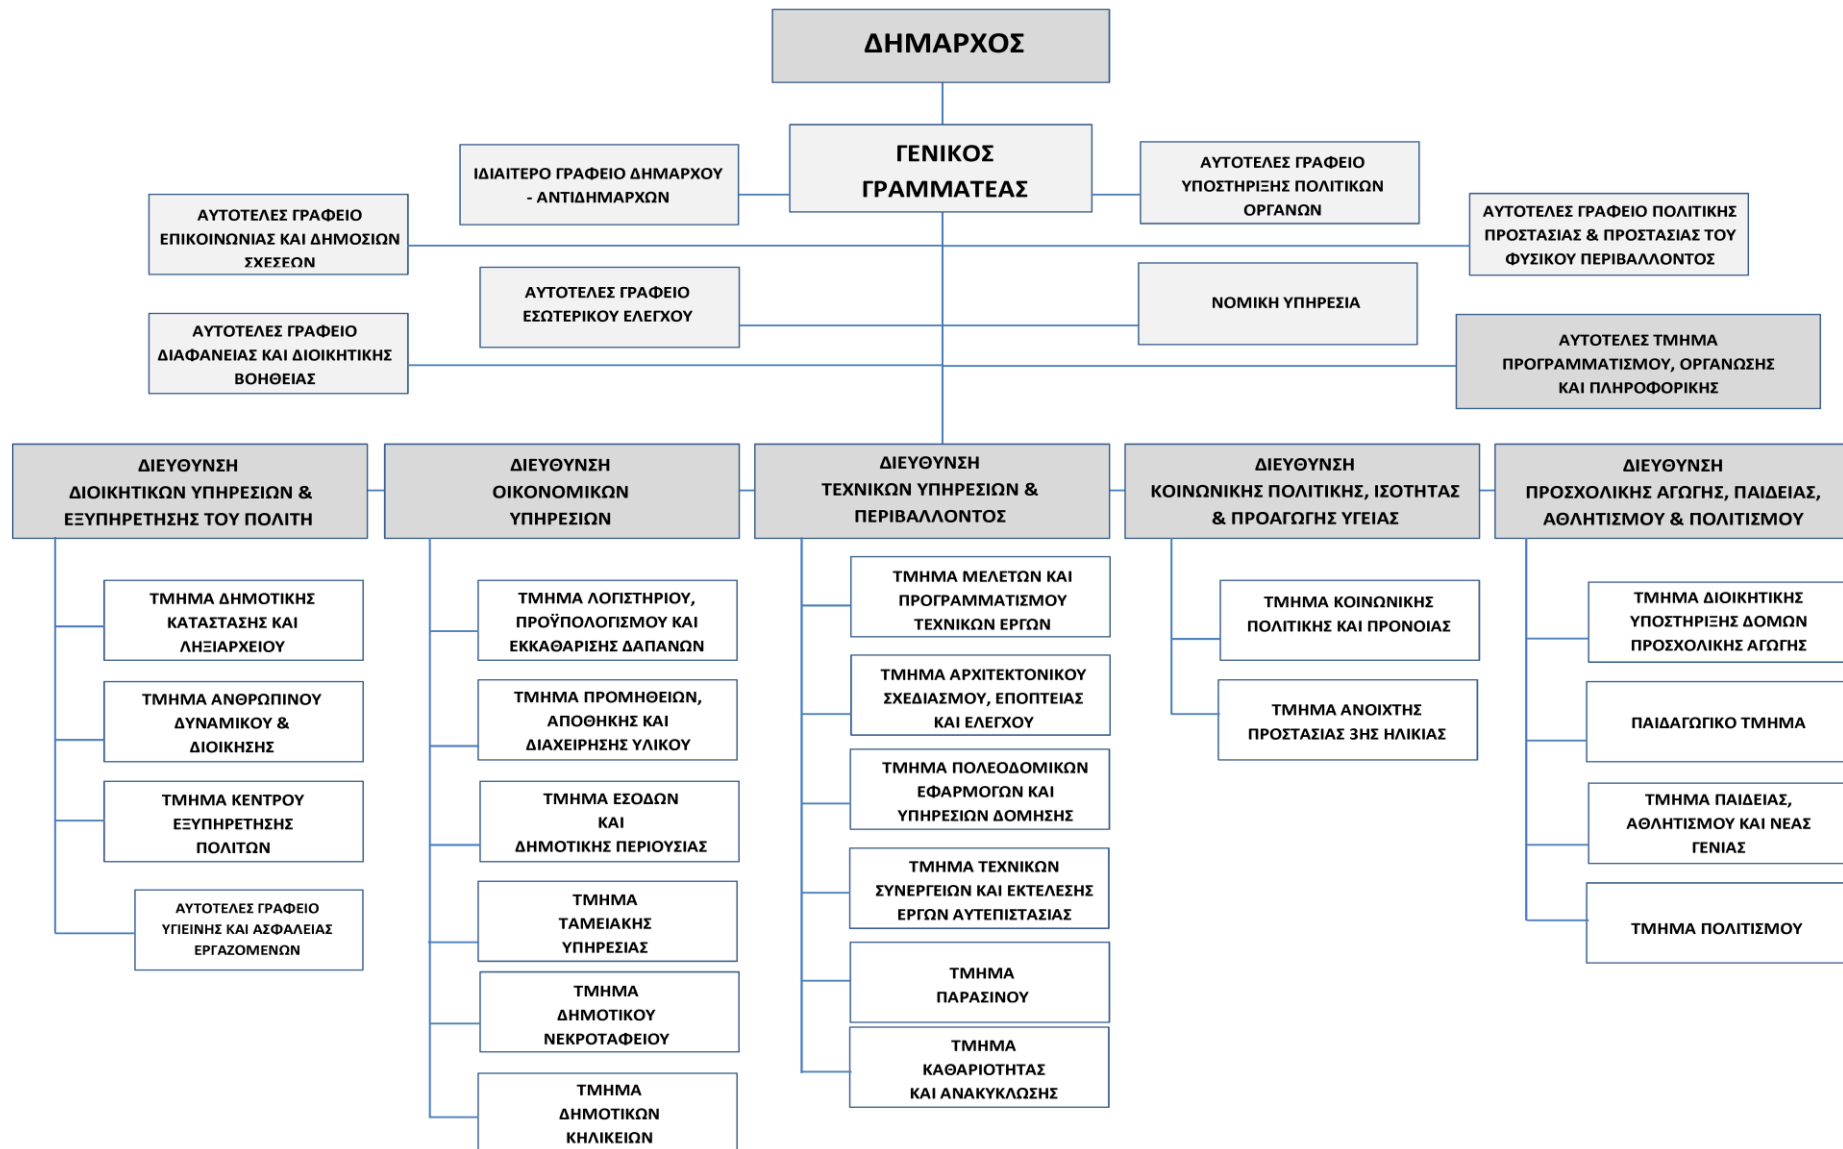 ΔΗΜΑΡΧΟΣ
ΓΕΝΙΚΟΣ
ΓΡΑΜΜΑΤΕΑΣ
ΙΔΙΑΙΤΕΡΟ ΓΡΑΦΕΙΟ ΔΗΜΑΡΧΟΥ
- ΑΝΤΙΔΗΜΑΡΧΩΝ
ΑΥΤΟΤΕΛΕΣ ΓΡΑΦΕΙΟ
ΥΠΟΣΤΗΡΙΞΗΣ ΠΟΛΙΤΙΚΩΝ
ΟΡΓΑΝΩΝ
ΑΥΤΟΤΕΛΕΣ ΓΡΑΦΕΙΟ
ΕΠΙΚΟΙΝΩΝΙΑΣ ΚΑΙ ΔΗΜΟΣΙΩΝ
ΣΧΕΣΕΩΝ
ΑΥΤΟΤΕΛΕΣ ΓΡΑΦΕΙΟ ΠΟΛΙΤΙΚΗΣ
ΠΡΟΣΤΑΣΙΑΣ & ΠΡΟΣΤΑΣΙΑΣ ΤΟΥ
ΦΥΣΙΚΟΥ ΠΕΡΙΒΑΛΛΟΝΤΟΣ
ΑΥΤΟΤΕΛΕΣ ΓΡΑΦΕΙΟ
ΕΣΩΤΕΡΙΚΟΥ ΕΛΕΓΧΟΥ
ΝΟΜΙΚΗ ΥΠΗΡΕΣΙΑ
ΑΥΤΟΤΕΛΕΣ ΓΡΑΦΕΙΟ
ΔΙΑΦΑΝΕΙΑΣ ΚΑΙ ΔΙΟΙΚΗΤΙΚΗΣ
ΒΟΗΘΕΙΑΣ
ΑΥΤΟΤΕΛΕΣ ΤΜΗΜΑ
ΠΡΟΓΡΑΜΜΑΤΙΣΜΟΥ, ΟΡΓΑΝΩΣΗΣ
ΚΑΙ ΠΛΗΡΟΦΟΡΙΚΗΣ
ΔΙΕΥΘΥΝΣΗ
ΔΙΟΙΚΗΤΙΚΩΝ ΥΠΗΡΕΣΙΩΝ &
ΕΞΥΠΗΡΕΤΗΣΗΣ ΤΟΥ ΠΟΛΙΤΗ
ΤΜΗΜΑ ΔΗΜΟΤΙΚΗΣ
ΚΑΤΑΣΤΑΣΗΣ ΚΑΙ
ΛΗΞΙΑΡΧΕΙΟΥ
ΤΜΗΜΑ ΑΝΘΡΩΠΙΝΟΥ
ΔΥΝΑΜΙΚΟΥ &
ΔΙΟΙΚΗΣΗΣ
ΤΜΗΜΑ ΚΕΝΤΡΟΥ
ΕΞΥΠΗΡΕΤΗΣΗΣ
ΠΟΛΙΤΩΝ
ΑΥΤΟΤΕΛΕΣ ΓΡΑΦΕΙΟ
ΥΓΙΕΙΝΗΣ ΚΑΙ ΑΣΦΑΛΕΙΑΣ
ΕΡΓΑΖΟΜΕΝΩΝ
ΔΙΕΥΘΥΝΣΗ
ΟΙΚΟΝΟΜΙΚΩΝ
ΥΠΗΡΕΣΙΩΝ
ΤΜΗΜΑ ΛΟΓΙΣΤΗΡΙΟΥ,
ΠΡΟΫΠΟΛΟΓΙΣΜΟΥ ΚΑΙ
ΕΚΚΑΘΑΡΙΣΗΣ ΔΑΠΑΝΩΝ
ΤΜΗΜΑ ΠΡΟΜΗΘΕΙΩΝ,
ΑΠΟΘΗΚΗΣ ΚΑΙ
ΔΙΑΧΕΙΡΗΣΗΣ ΥΛΙΚΟΥ
ΤΜΗΜΑ ΕΣΟΔΩΝ
ΚΑΙ
ΔΗΜΟΤΙΚΗΣ ΠΕΡΙΟΥΣΙΑΣ
ΤΜΗΜΑ
ΤΑΜΕΙΑΚΗΣ
ΥΠΗΡΕΣΙΑΣ
ΤΜΗΜΑ
ΔΗΜΟΤΙΚΟΥ
ΝΕΚΡΟΤΑΦΕΙΟΥ
ΤΜΗΜΑ
ΔΗΜΟΤΙΚΩΝ
ΚΗΛΙΚΕΙΩΝ
ΔΙΕΥΘΥΝΣΗ
ΤΕΧΝΙΚΩΝ ΥΠΗΡΕΣΙΩΝ &
ΠΕΡΙΒΑΛΛΟΝΤΟΣ
ΤΜΗΜΑ ΜΕΛΕΤΩΝ ΚΑΙ
ΠΡΟΓΡΑΜΜΑΤΙΣΜΟΥ
ΤΕΧΝΙΚΩΝ ΕΡΓΩΝ
ΤΜΗΜΑ ΑΡΧΙΤΕΚΤΟΝΙΚΟΥ
ΣΧΕΔΙΑΣΜΟΥ, ΕΠΟΠΤΕΙΑΣ
ΚΑΙ ΕΛΕΓΧΟΥ
ΤΜΗΜΑ ΠΟΛΕΟΔΟΜΙΚΩΝ
ΕΦΑΡΜΟΓΩΝ ΚΑΙ
ΥΠΗΡΕΣΙΩΝ ΔΟΜΗΣΗΣ
ΤΜΗΜΑ ΤΕΧΝΙΚΩΝ
ΣΥΝΕΡΓΕΙΩΝ ΚΑΙ ΕΚΤΕΛΕΣΗΣ
ΕΡΓΩΝ ΑΥΤΕΠΙΣΤΑΣΙΑΣ
ΤΜΗΜΑ
ΠΑΡΑΣΙΝΟΥ
ΤΜΗΜΑ
ΚΑΘΑΡΙΟΤΗΤΑΣ
ΚΑΙ ΑΝΑΚΥΚΛΩΣΗΣ
ΔΙΕΥΘΥΝΣΗ
ΚΟΙΝΩΝΙΚΗΣ ΠΟΛΙΤΙΚΗΣ, ΙΣΟΤΗΤΑΣ
& ΠΡΟΑΓΩΓΗΣ ΥΓΕΙΑΣ
ΤΜΗΜΑ ΚΟΙΝΩΝΙΚΗΣ
ΠΟΛΙΤΙΚΗΣ ΚΑΙ ΠΡΟΝΟΙΑΣ
ΤΜΗΜΑ ΑΝΟΙΧΤΗΣ
ΠΡΟΣΤΑΣΙΑΣ 3ΗΣ ΗΛΙΚΙΑΣ
ΔΙΕΥΘΥΝΣΗ
ΠΡΟΣΧΟΛΙΚΗΣ ΑΓΩΓΗΣ, ΠΑΙΔΕΙΑΣ,
ΑΘΛΗΤΙΣΜΟΥ & ΠΟΛΙΤΙΣΜΟΥ
ΤΜΗΜΑ ΔΙΟΙΚΗΤΙΚΗΣ
ΥΠΟΣΤΗΡΙΞΗΣ ΔΟΜΩΝ
ΠΡΟΣΧΟΛΙΚΗΣ ΑΓΩΓΗΣ
ΠΑΙΔΑΓΩΓΙΚΟ ΤΜΗΜΑ
ΤΜΗΜΑ ΠΑΙΔΕΙΑΣ,
ΑΘΛΗΤΙΣΜΟΥ ΚΑΙ ΝΕΑΣ
ΓΕΝΙΑΣ
ΤΜΗΜΑ ΠΟΛΙΤΙΣΜΟΥ